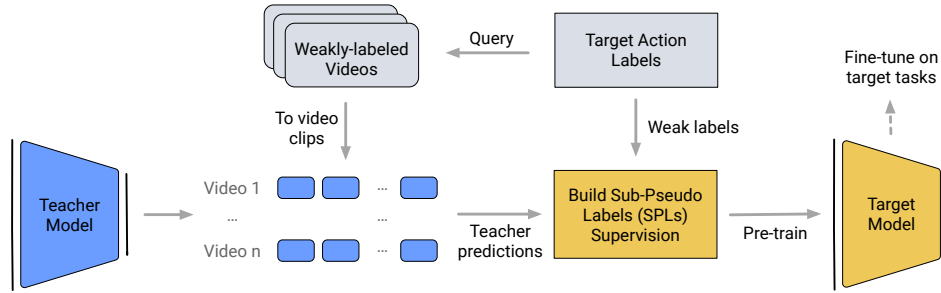 Weakly-labeled
Videos
Query
Target Action
Labels
Fine-tune on
target tasks
To video
clips
Weak labels
Teacher
Model
Video 1
...
...
...
Video n
...
Teacher
predictions
Build Sub-Pseudo
Labels (SPLs)
Supervision
Pre-train
Target
Model